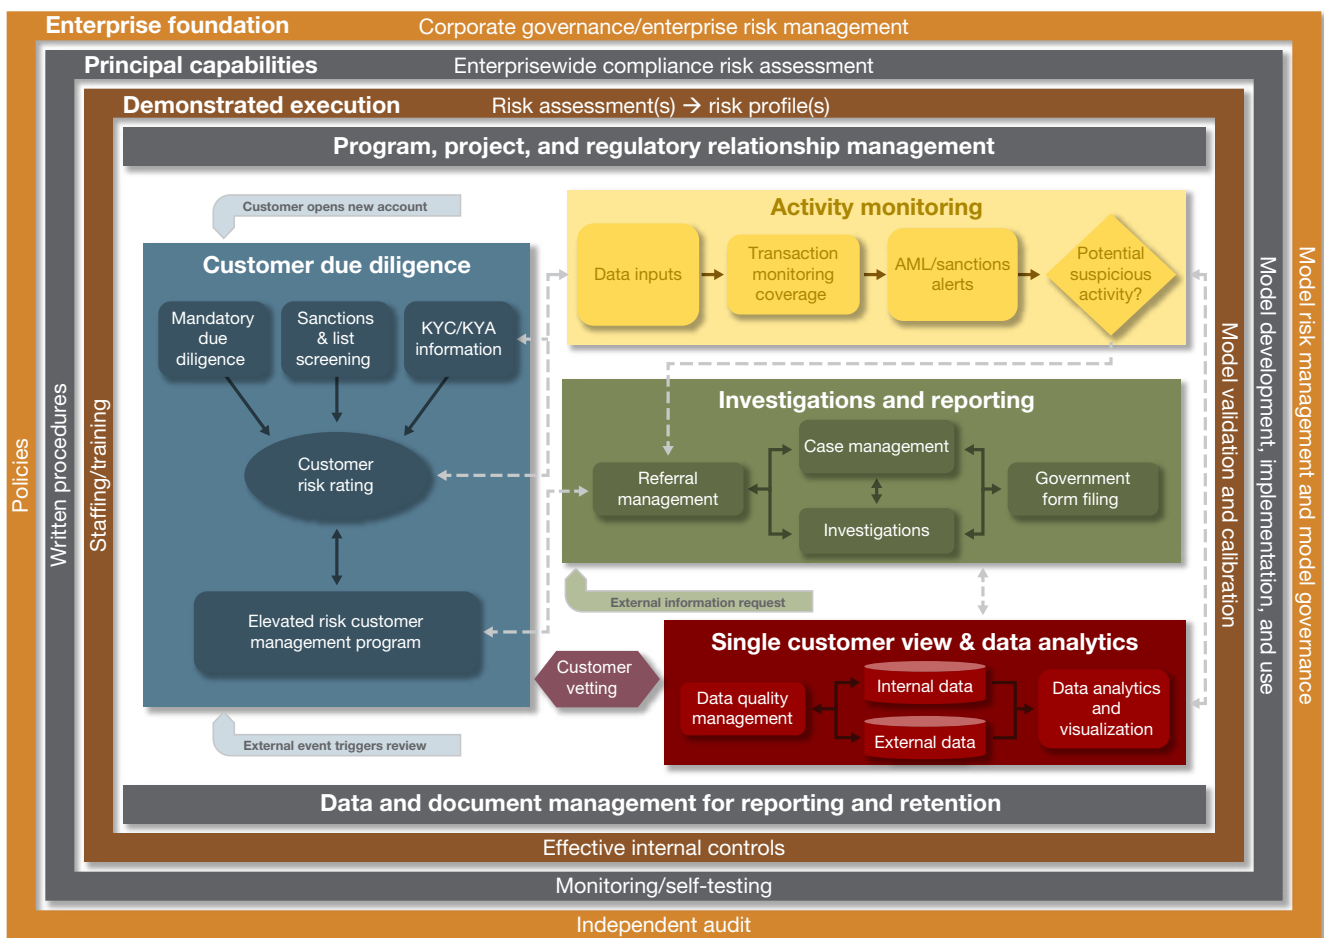 Enterprise foundation
Corporate governance/enterprise risk management
Principal capabilities
Enterprisewide compliance risk assessment
Demonstrated execution
Risk assessment(s) → risk profile(s)
Program, project, and regulatory relationship management
Policies
Written procedures
Staffing/training
Customer opens new account
Customer due diligence
Mandatory
due
diligence
Sanctions
& list
screening
KYC/KYA
information
Customer
risk rating
Elevated risk customer
management program
External event triggers review
Activity monitoring
Data inputs
Transaction
monitoring
coverage
AML/sanctions
alerts
Potential
suspicious
activity?
Investigations and reporting
Referral
management
Case management
Investigations
Government
form filing
External information request
Customer
vetting
Single customer view & data analytics
Data quality
management
Internal data
External data
Data analytics
and
visualization
Model validation and calibration
Model development, implementation, and use
Model risk management and model governance
Data and document management for reporting and retention
Effective internal controls
Monitoring/self-testing
Independent audit